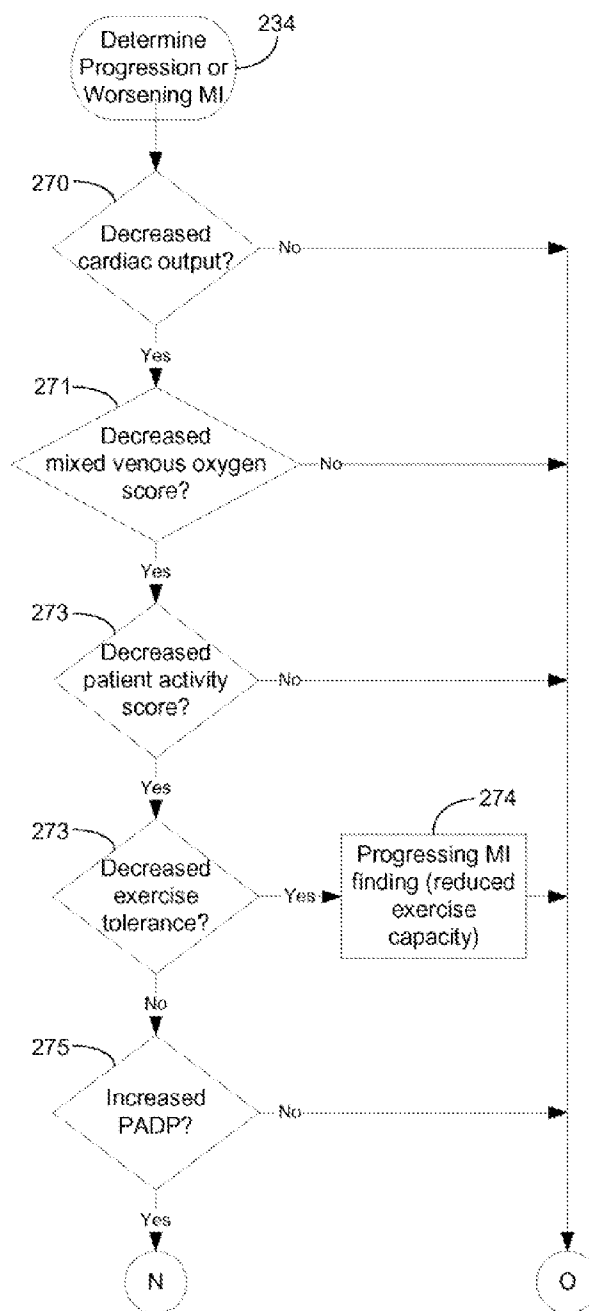 234
Determine
Progression or
Worsening MI
270
Decreased
cardiac output?
No
Yes
271
Decreased
mixed venous oxygen
score?
No
Yes
273
Decreased
patient activity
score?
No
Yes
273
Decreased
exercise
tolerance?
Yes
274
Progressing MI
finding (reduced
exercise
capacity)
No
275
Increased
PADP?
No
Yes
N
O